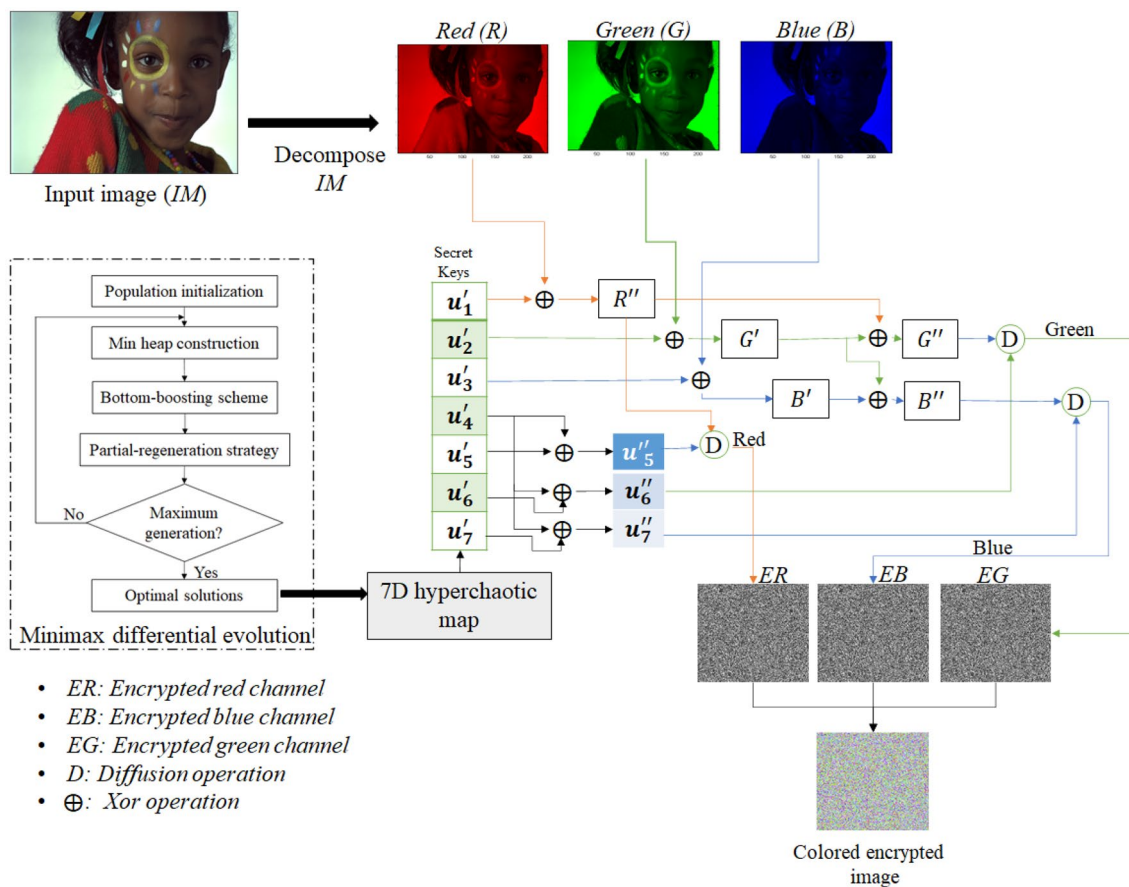 Red (R)
Green (G)
Blue (B)
50 100 150 200
50 100 150 200
50 100 150 200
Decompose
IM
Input image (IM)
Population initialization
Min heap construction
Bottom-boosting scheme
Partial-regeneration strategy
Maximum
generation?
No
Yes
Optimal solutions
Minimax differential evolution
Secret
Keys
u′₁
u′₂
u′₃
u′₄
u′₅
u′₆
u′₇
7D hyperchaotic
map
⊕
R′′
⊕
G′
⊕
G′′
D
Green
⊕
B′
⊕
B′′
D
⊕
u′′₅
D
Red
⊕
u′′₆
⊕
u′′₇
Blue
ER
EB
EG
Colored encrypted
image
• ER: Encrypted red channel
• EB: Encrypted blue channel
• EG: Encrypted green channel
• D: Diffusion operation
• ⊕: Xor operation